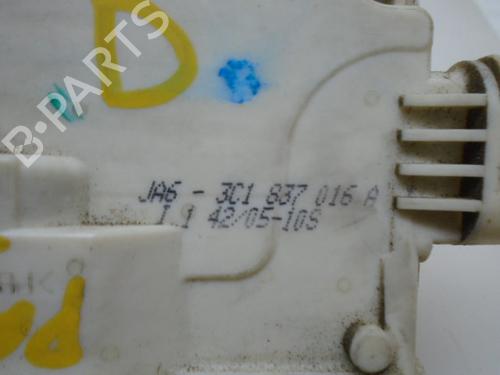 D
B-PARTS
JA6 - 3C1 837 016 A
I 1 42/05-10S